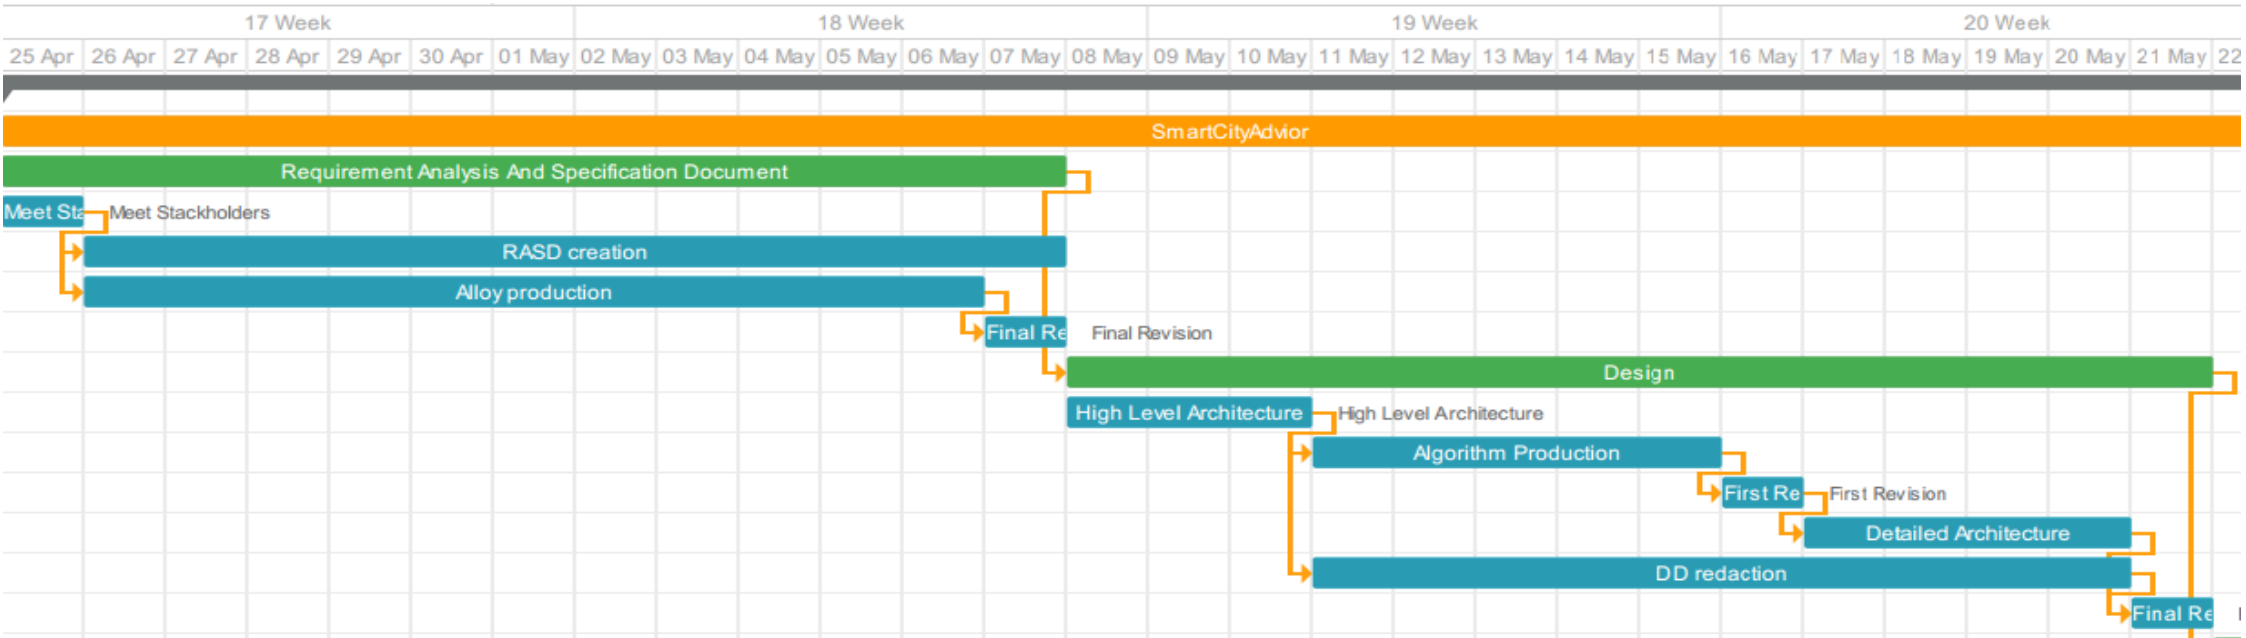 17 Week 18 Week 19 Week 20 Week
25 Apr 26 Apr 27 Apr 28 Apr 29 Apr 30 Apr 01 May 02 May 03 May 04 May 05 May 06 May 07 May 08 May 09 May 10 May 11 May 12 May 13 May 14 May 15 May 16 May 17 May 18 May 19 May 20 May 21 May 22
SmartCityAdvior
Requirement Analysis And Specification Document
Meet Sta Meet Stackholders
RASD creation
Alloy production
Final Re Final Revision
Design
High Level Architecture High Level Architecture
Algorithm Production
First Re First Revision
Detailed Architecture
DD redaction
Final Re